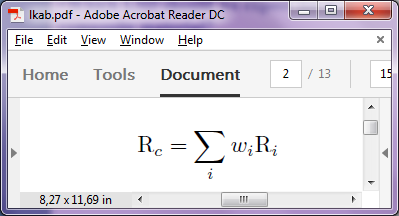 lkab.pdf - Adobe Acrobat Reader DC
File Edit View Window Help ×
Home Tools Document 2 / 13 15
R_c = ∑_i w_i R_i
8,27 x 11,69 in